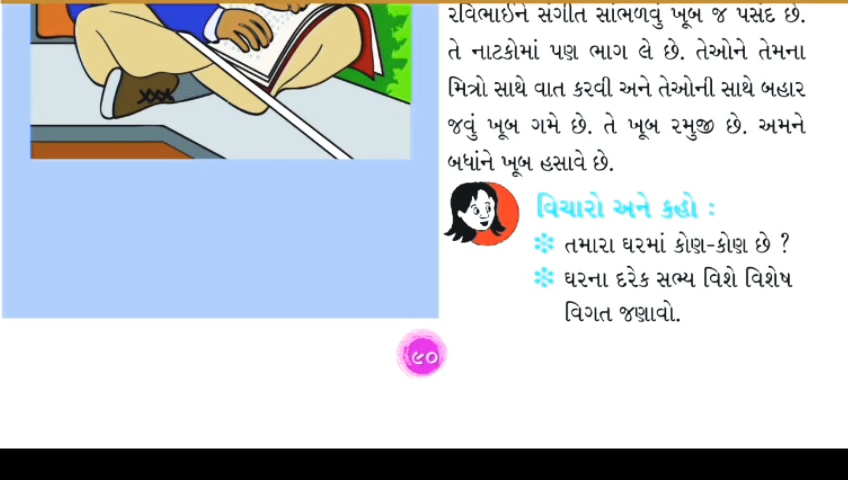 રવિભાઈને સંગીત સાંભળવું ખૂબ જ પસંદ છે.
તે નાટકોમાં પણ ભાગ લે છે. તેઓને તેમના
મિત્રો સાથે વાત કરવી અને તેઓની સાથે બહાર
જવું ખૂબ ગમે છે. તે ખૂબ રમુજી છે. અમને
બધાંને ખૂબ હસાવે છે.
વિચારો અને કહો :
તમારા ઘરમાં કોણ-કોણ છે ?
ઘરના દરેક સભ્ય વિશે વિશેષ
વિગત જણાવો.
૯૦